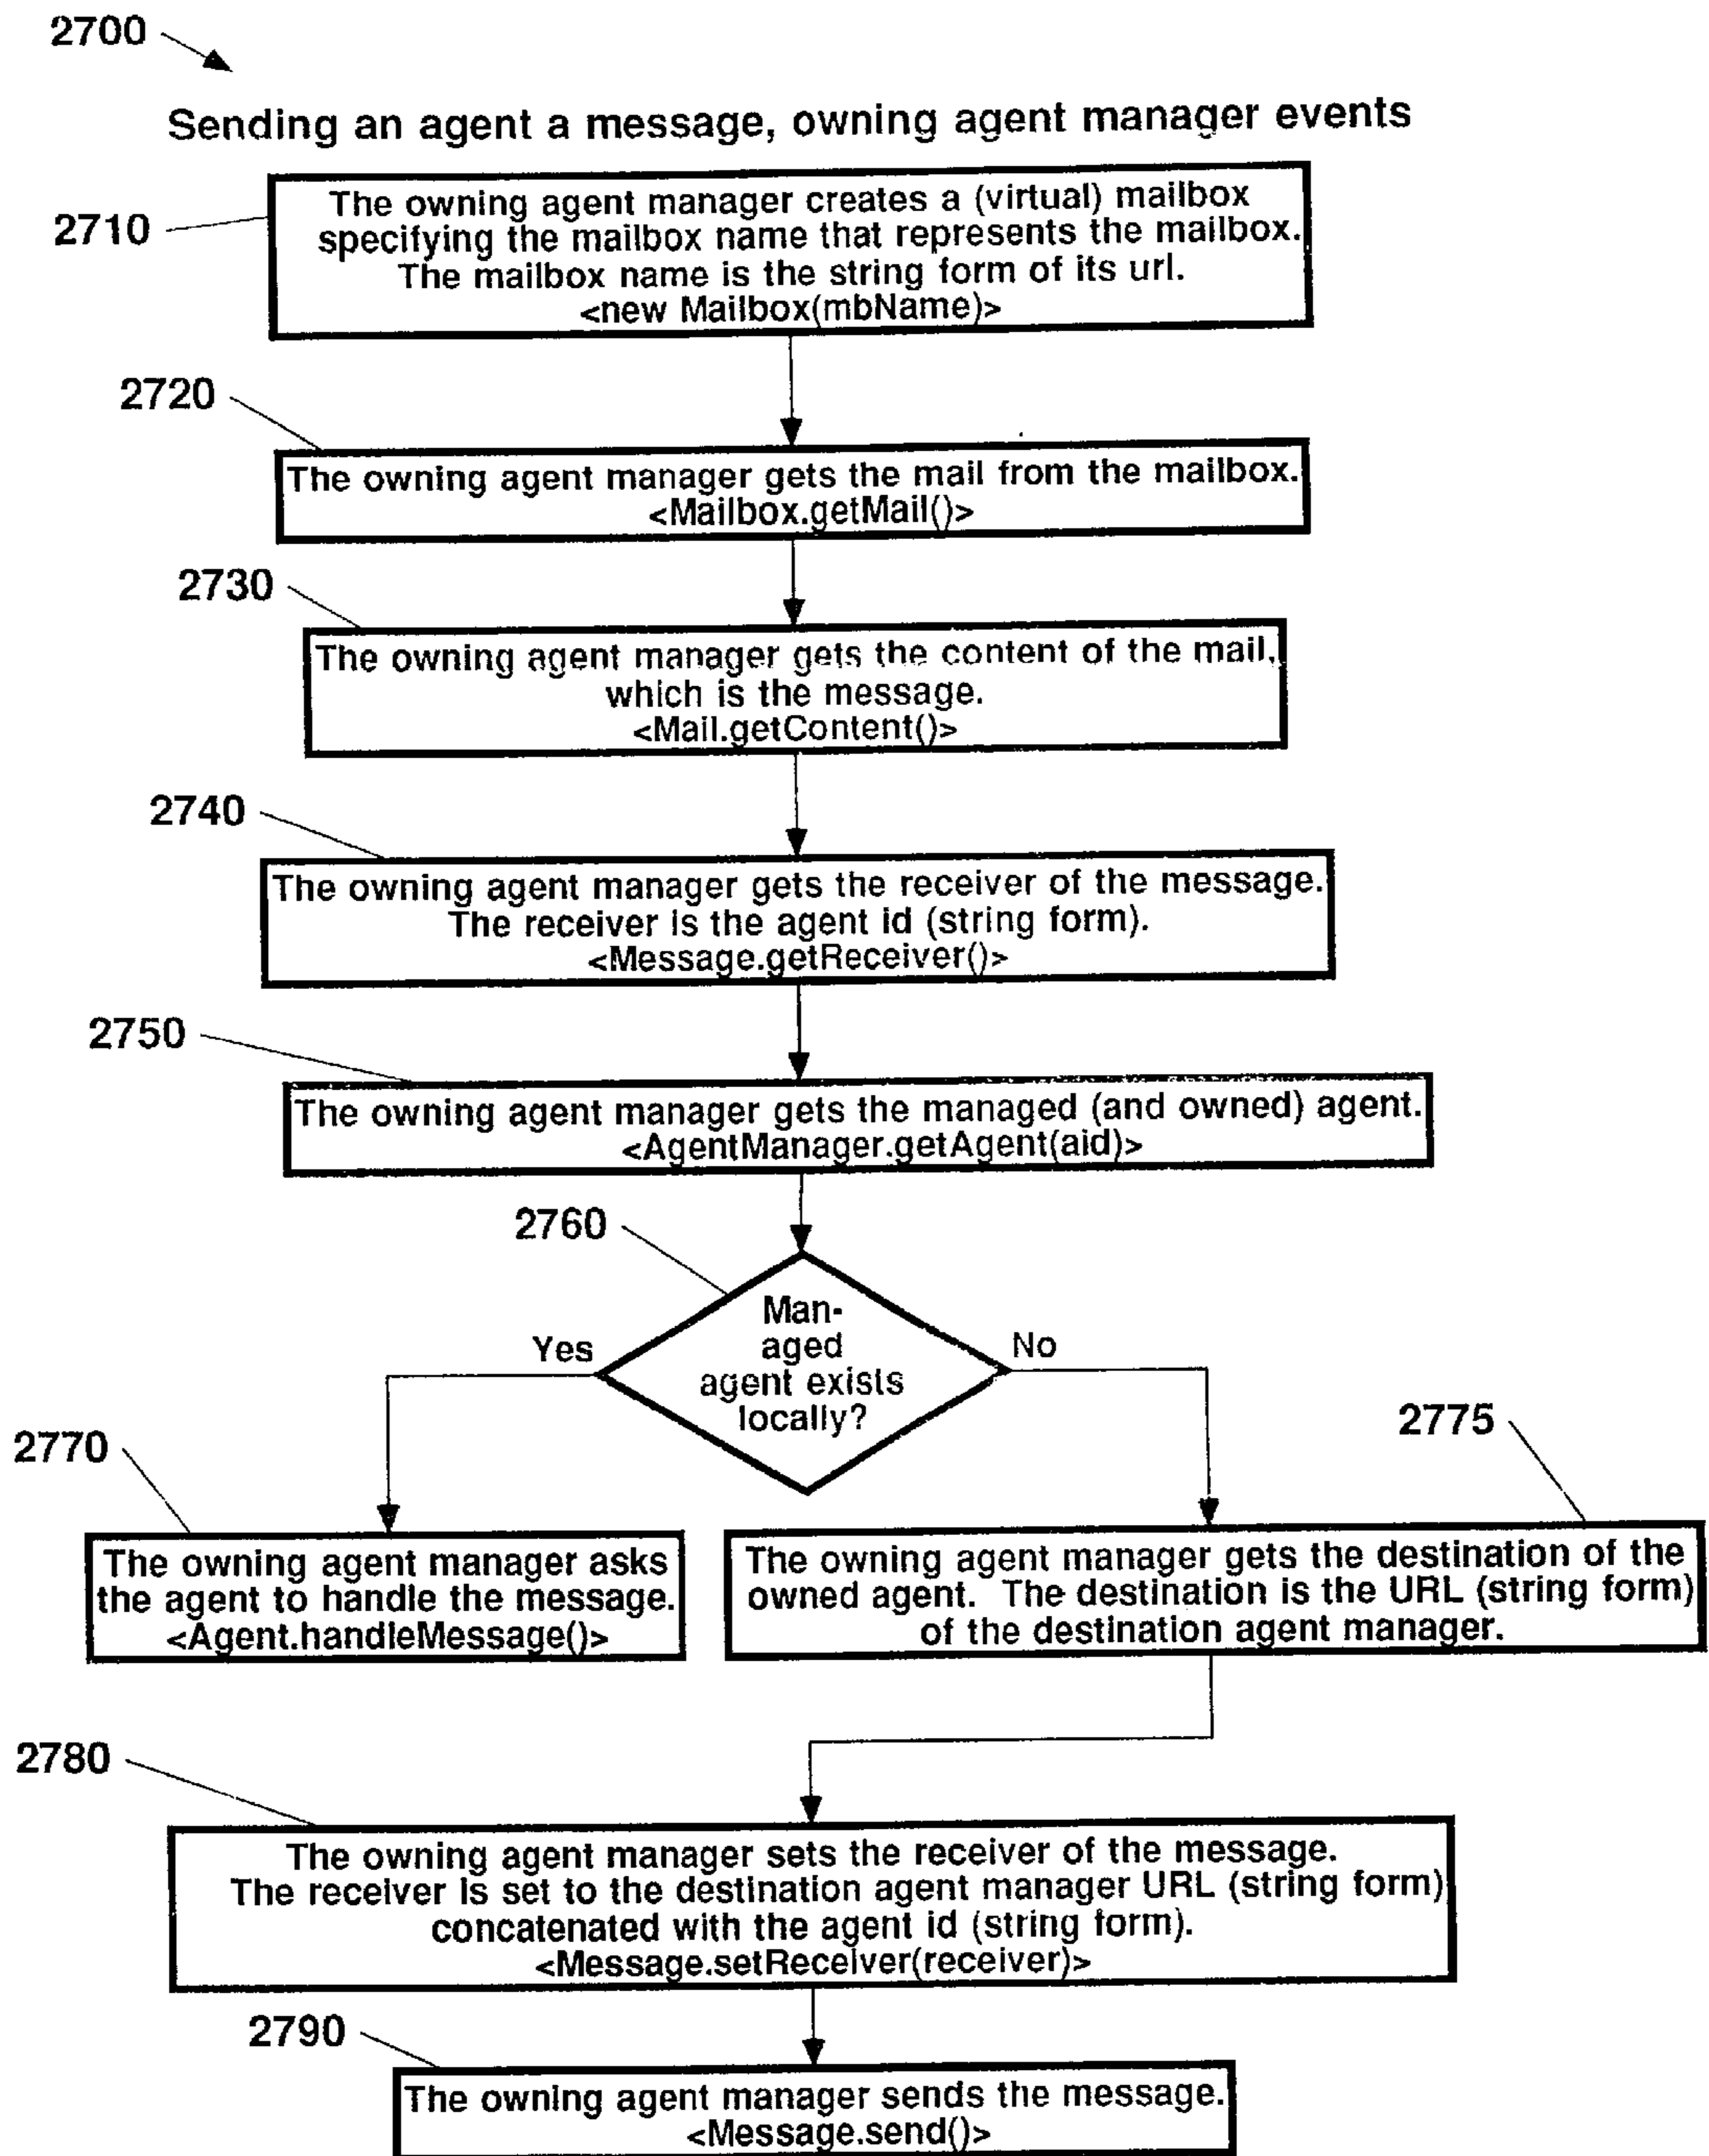 2700
Sending an agent a message, owning agent manager events
2710
The owning agent manager creates a (virtual) mailbox
specifying the mailbox name that represents the mailbox.
The mailbox name is the string form of its url.
<new Mailbox(mbName)>
2720
The owning agent manager gets the mail from the mailbox.
<Mailbox.getMail()>
2730
The owning agent manager gets the content of the mail,
which is the message.
<Mail.getContent()>
2740
The owning agent manager gets the receiver of the message.
The receiver is the agent id (string form).
<Message.getReceiver()>
2750
The owning agent manager gets the managed (and owned) agent.
<AgentManager.getAgent(aid)>
2760
Man-
aged
agent exists
locally?
Yes
No
2770
The owning agent manager asks
the agent to handle the message.
<Agent.handleMessage()>
2775
The owning agent manager gets the destination of the
owned agent. The destination is the URL (string form)
of the destination agent manager.
2780
The owning agent manager sets the receiver of the message.
The receiver is set to the destination agent manager URL (string form)
concatenated with the agent id (string form).
<Message.setReceiver(receiver)>
2790
The owning agent manager sends the message.
<Message.send()>